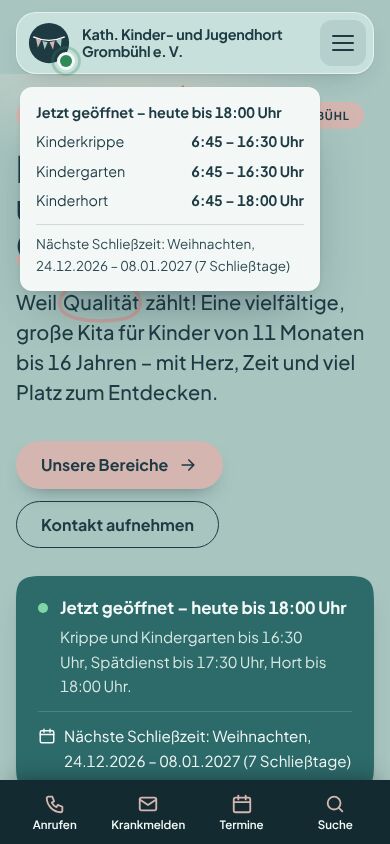 Kath. Kinder- und Jugendhort
Grombühl e. V.
Jetzt geöffnet – heute bis 18:00 Uhr
Kinderkrippe 6:45 – 16:30 Uhr
Kindergarten 6:45 – 16:30 Uhr
Kinderhort 6:45 – 18:00 Uhr
Nächste Schließzeit: Weihnachten,
24.12.2026 – 08.01.2027 (7 Schließtage)
Weil Qualität zählt! Eine vielfältige,
große Kita für Kinder von 11 Monaten
bis 16 Jahren – mit Herz, Zeit und viel
Platz zum Entdecken.
Unsere Bereiche
Kontakt aufnehmen
Jetzt geöffnet – heute bis 18:00 Uhr
Krippe und Kindergarten bis 16:30
Uhr, Spätdienst bis 17:30 Uhr, Hort bis
18:00 Uhr.
Nächste Schließzeit: Weihnachten,
24.12.2026 – 08.01.2027 (7 Schließtage)
Anrufen Krankmelden Termine Suche